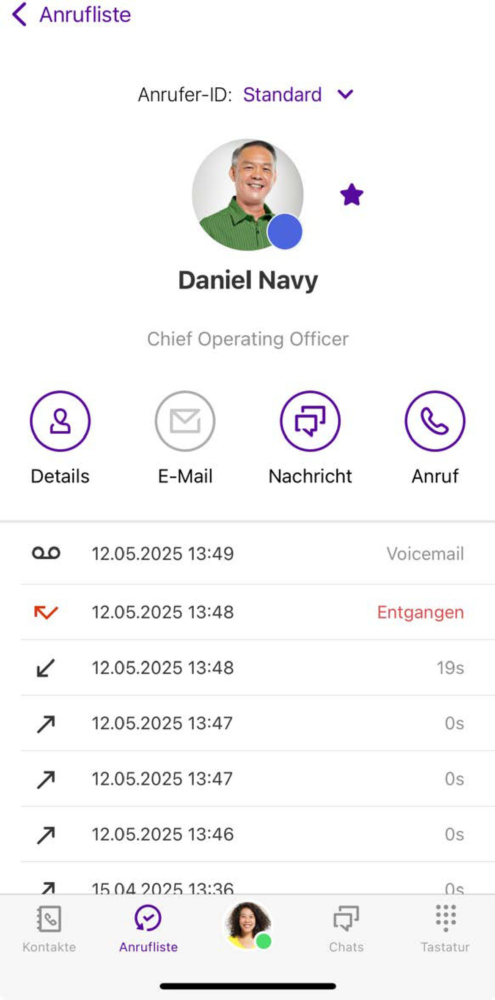 Anrufliste
Anrufer-ID: Standard
Daniel Navy
Chief Operating Officer
Details E-Mail Nachricht Anruf
12.05.2025 13:49 Voicemail
12.05.2025 13:48 Entgangen
12.05.2025 13:48 19s
12.05.2025 13:47 0s
12.05.2025 13:47 0s
12.05.2025 13:46 0s
15.04.2025 13:36 0s
Kontakte Anrufliste Chats Tastatur